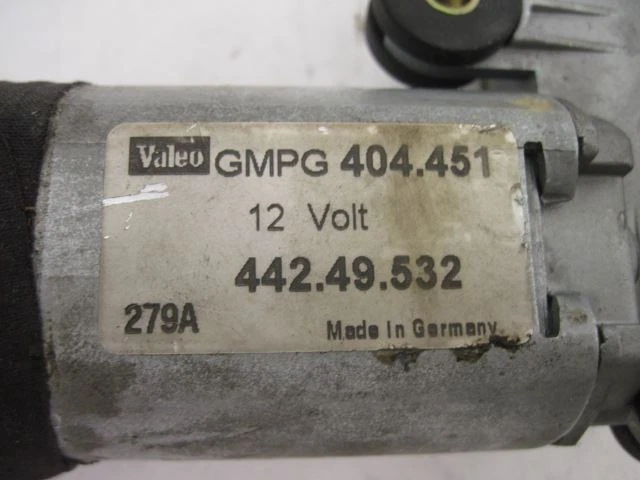 Valeo GMPG 404.451
12 Volt
442.49.532
279A Made In Germany